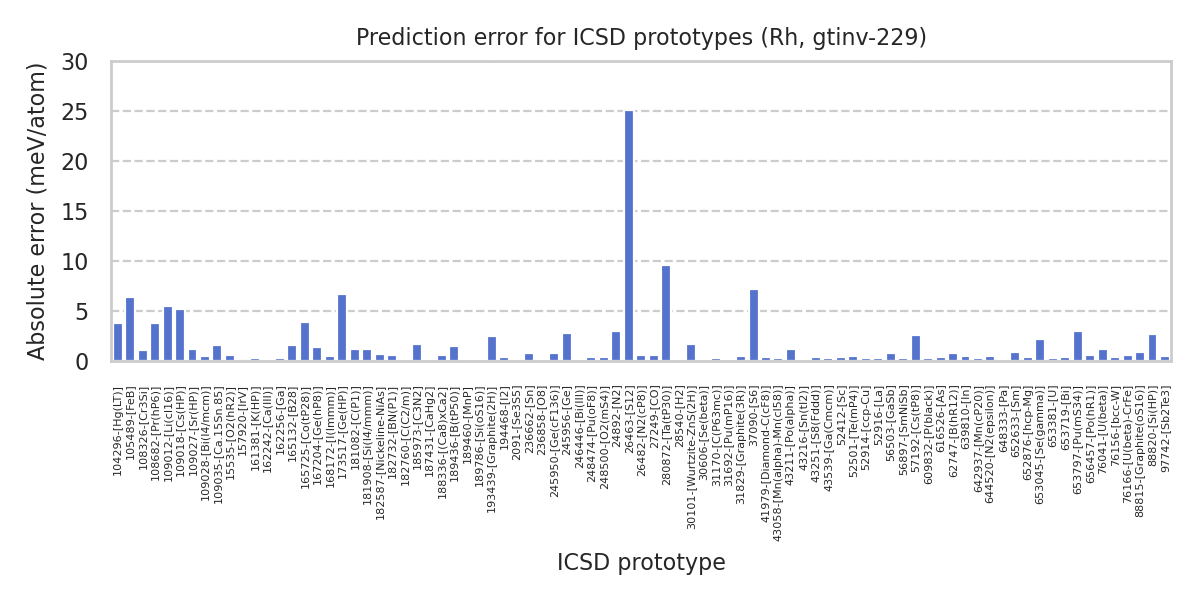 Prediction error for ICSD prototypes (Rh, gtinv-229)
Absolute error (meV/atom)
30
25
20
15
10
5
0
104296-[Hg(LT)]
105489-[FeB]
108326-[Cr3Si]
108682-[Pr(hP6)]
109012-[Li(cI16)]
109018-[Cs(HP)]
109027-[Sr(HP)]
109028-[Bi(I4/mcm)]
109035-[Ca.15Sn.85]
15535-[O2(hR2)]
157920-[IrV]
161381-[K(HP)]
162242-[Ca(III)]
162256-[Ga]
165132-[B28]
165725-[Co(tP28)]
167204-[Ge(hP8)]
168172-[I(Immm)]
173517-[Ge(HP)]
181082-[C(P1)]
181908-[Si(I4/mmm)]
182587-[Nickeline-NiAs]
182732-[BN(P1)]
182760-[C(C2/m)]
185973-[C3N2]
187431-[CaHg2]
188336-[(Ca8)xCa2]
189436-[B(tP50)]
189460-[MnP]
189786-[Si(oS16)]
193439-[Graphite(2H)]
194468-[I2]
2091-[Se3S5]
236662-[Sn]
236858-[O8]
245950-[Ge(cF136)]
245956-[Ge]
246446-[Bi(III)]
248474-[Pu(oF8)]
248500-[O2(mS4)]
24892-[N2]
26463-[S12]
26482-[N2(cP8)]
27249-[CO]
280872-[Ta(tP30)]
28540-[H2]
30101-[Wurtzite-ZnS(2H)]
30606-[Se(beta)]
31170-[C(P63mc)]
31692-[Pu(mP16)]
31829-[Graphite(3R)]
37090-[S6]
41979-[Diamond-C(cF8)]
43058-[Mn(alpha)-Mn(cI58)]
43211-[Po(alpha)]
43216-[Sn(tI2)]
43251-[S8(Fddd)]
43539-[Ga(Cmcm)]
52412-[Sc]
52501-[Te(mP4)]
52914-[ccp-Cu]
52916-[La]
56503-[GaSb]
56897-[SmNiSb]
57192-[Cs(tP8)]
609832-[P(black)]
616526-[As]
62747-[B(hR12)]
639810-[In]
642937-[Mn(cP20)]
644520-[N2(epsilon)]
648333-[Pa]
652633-[Sm]
652876-[hcp-Mg]
653045-[Se(gamma)]
653381-[U]
653719-[U]
653797-[Pu(mS34)]
656457-[Po(hR1)]
76041-[U(beta)]
76156-[bcc-W]
76166-[U(beta)-CrFe]
88815-[Graphite(oS16)]
88820-[Si(HP)]
97742-[Sb2Te3]
ICSD prototype